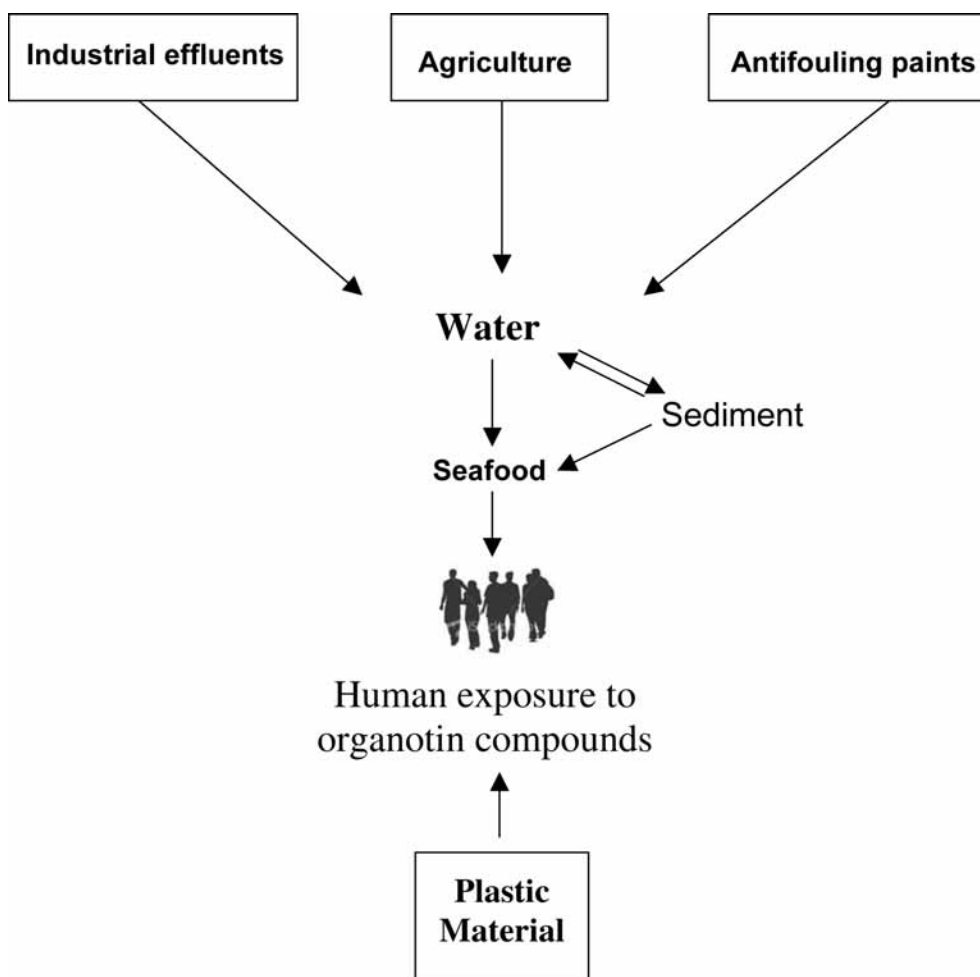 Industrial effluents
Agriculture
Antifouling paints
Water
Sediment
Seafood
Human exposure to
organotin compounds
Plastic
Material